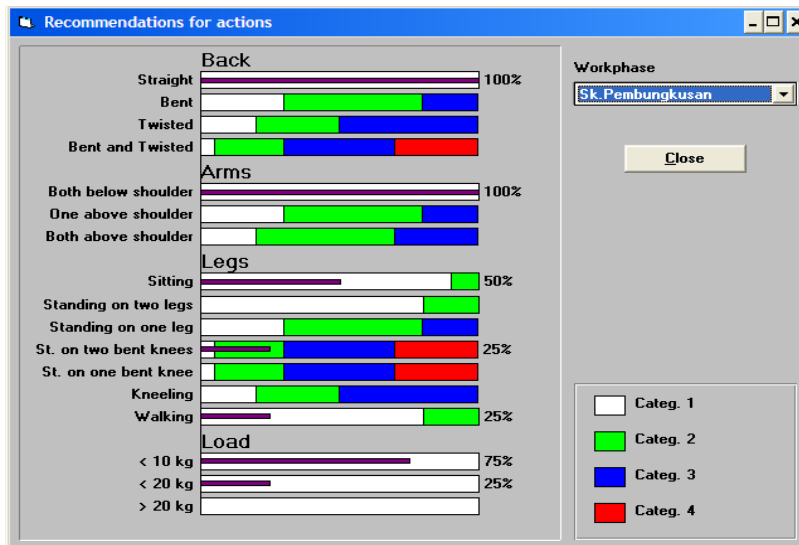 Recommendations for actions
Back
Straight 100%
Bent
Twisted
Bent and Twisted
Arms
Both below shoulder 100%
One above shoulder
Both above shoulder
Legs
Sitting 50%
Standing on two legs
Standing on one leg
St. on two bent knees 25%
St. on one bent knee
Kneeling
Walking 25%
Load
< 10 kg 75%
< 20 kg 25%
> 20 kg
Workphase
Sk.Pembungkusan
Close
Categ. 1
Categ. 2
Categ. 3
Categ. 4